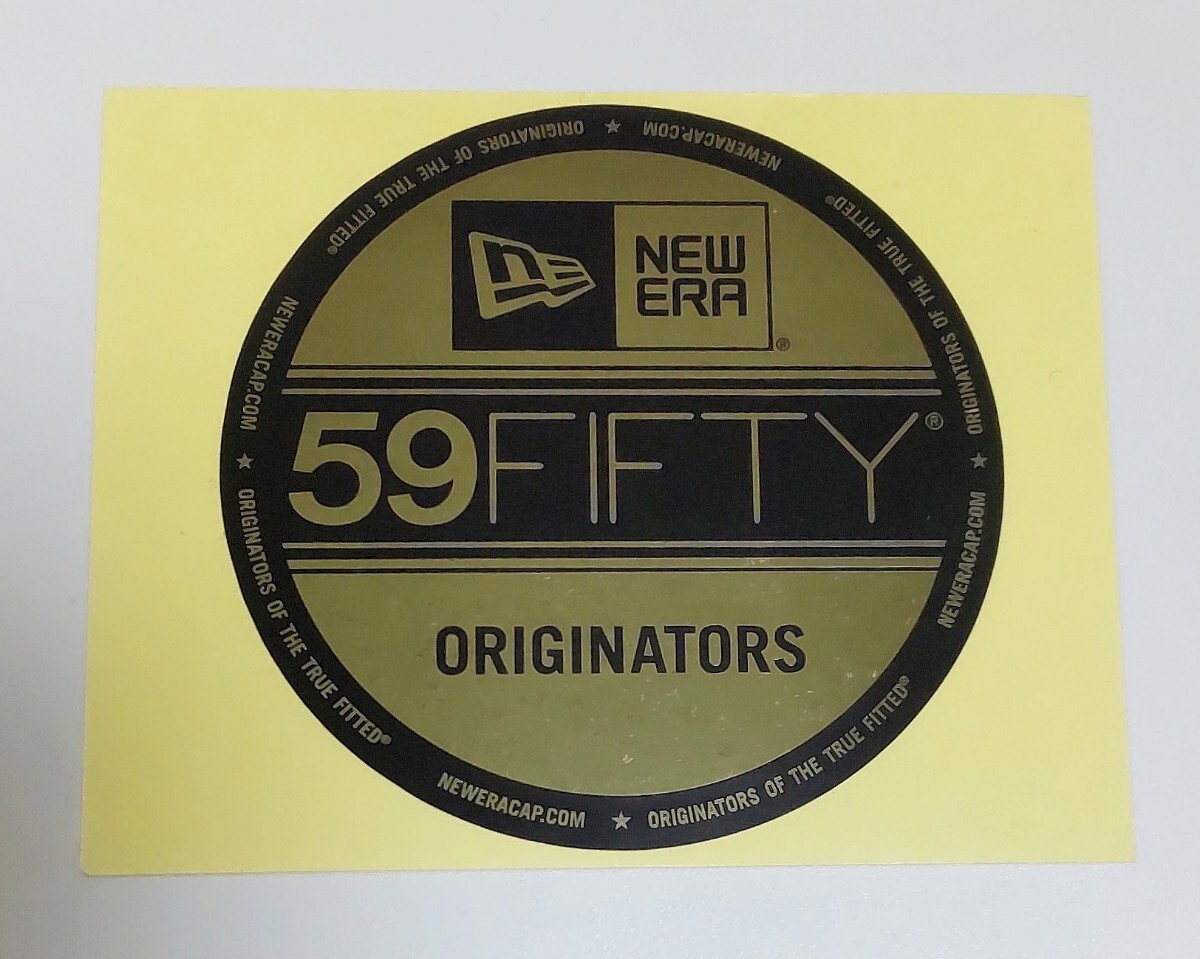 NEW
ERA
®
59FIFTY®
ORIGINATORS
NEWERACAP.COM ★ ORIGINATORS OF THE TRUE FITTED®
NEWERACAP.COM ★ ORIGINATORS OF THE TRUE FITTED®
NEWERACAP.COM ★ ORIGINATORS OF THE TRUE FITTED®
NEWERACAP.COM ★ ORIGINATORS OF THE TRUE FITTED®